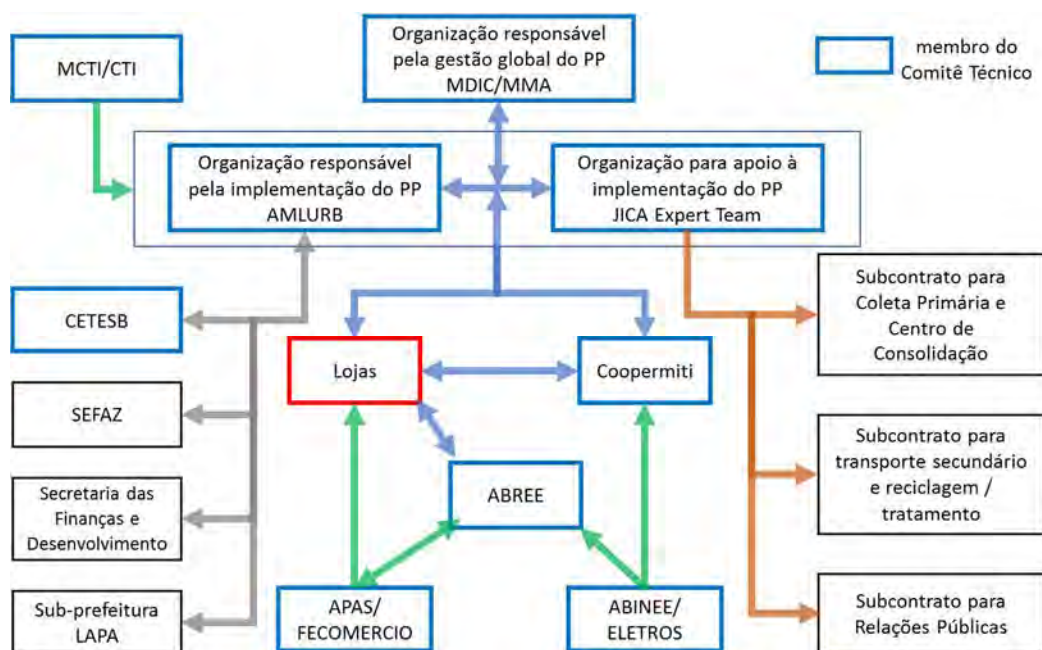 MCTI/CTI
Organização responsável
pela gestão global do PP
MDIC/MMA
membro do
Comitê Técnico
Organização responsável
pela implementação do PP
AMLURB
Organização para apoio à
implementação do PP
JICA Expert Team
CETESB
SEFAZ
Secretaria das
Finanças e
Desenvolvimento
Sub-prefeitura
LAPA
Lojas
Coopermiti
ABREE
APAS/
FECOMERCIO
ABINEE/
ELETROS
Subcontrato para
Coleta Primária e
Centro de
Consolidação
Subcontrato para
transporte secundário
e reciclagem /
tratamento
Subcontrato para
Relações Públicas